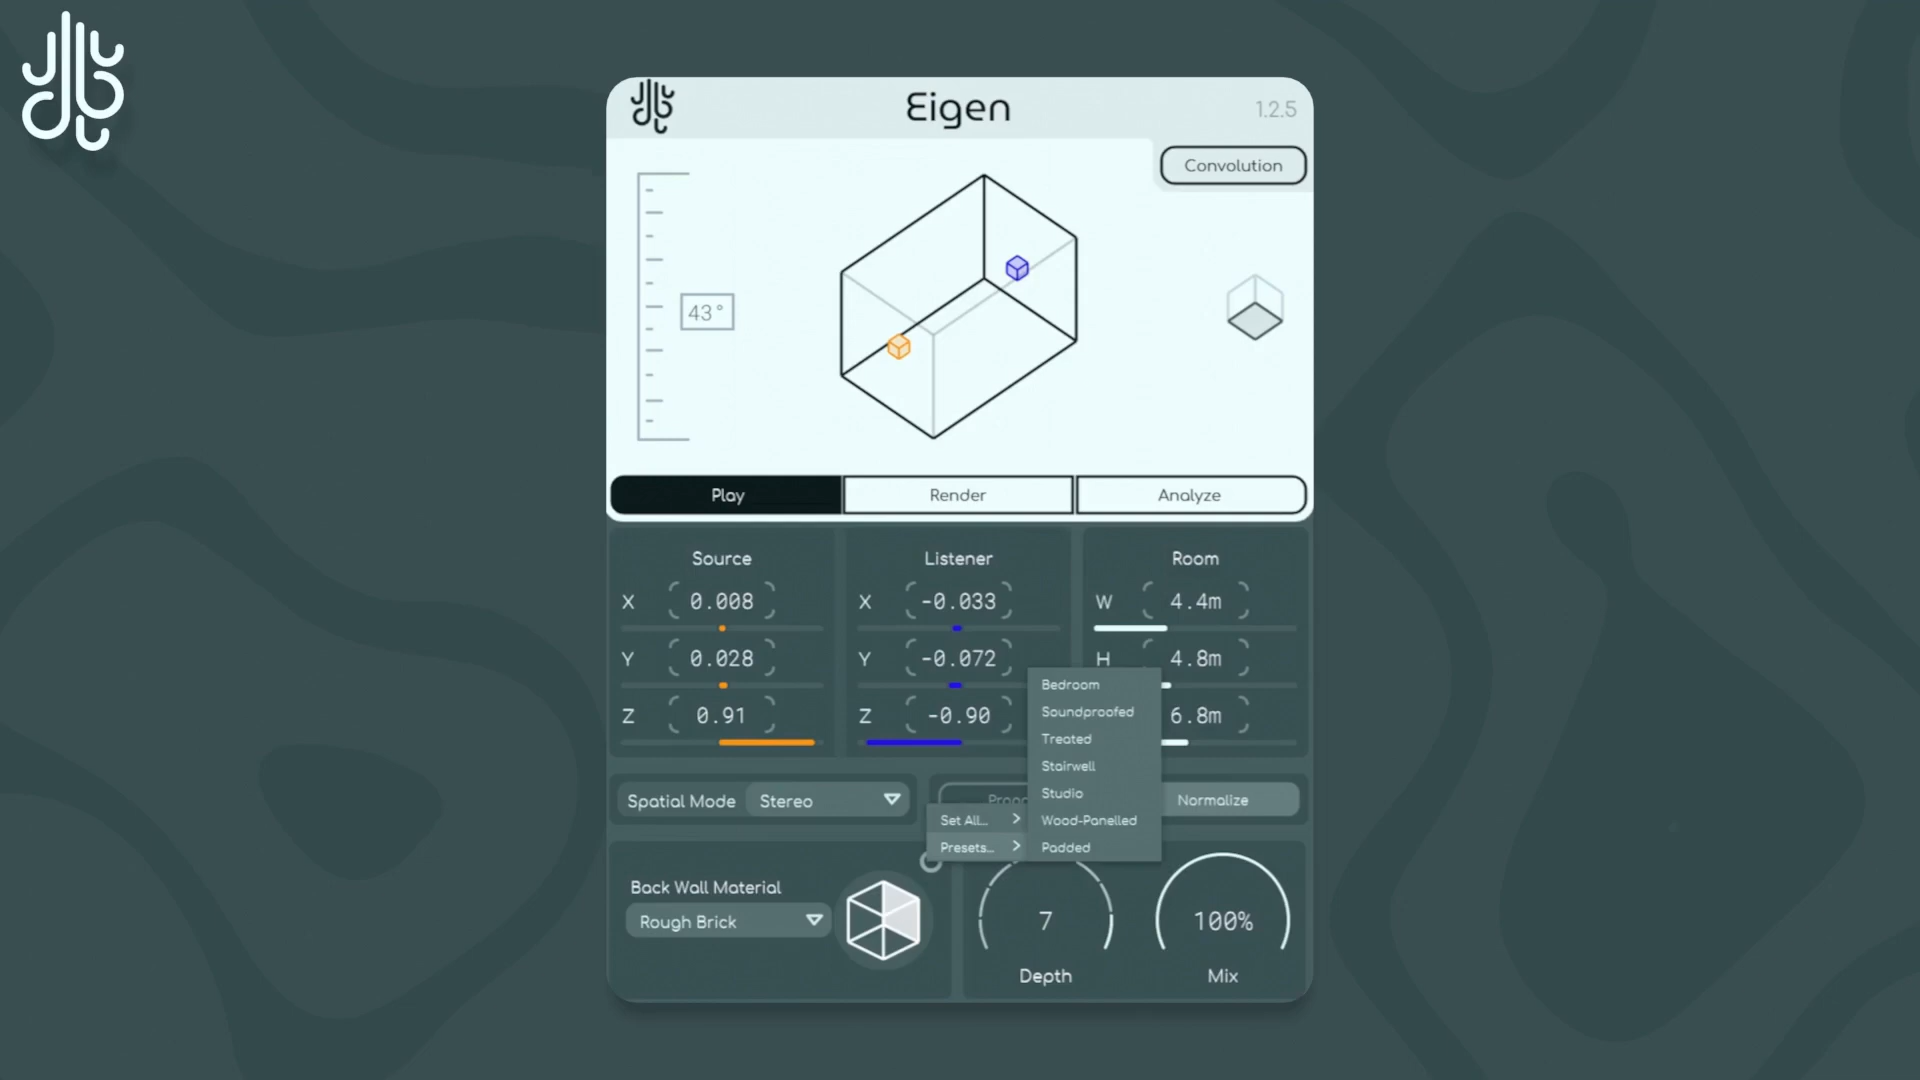 Eigen
1.2.5
Convolution
43°
Play
Render
Analyze
Source
Listener
Room
X 0.008
X -0.033
W 4.4m
Y 0.028
Y -0.072
H 4.8m
Z 0.91
Z -0.90
6.8m
Bedroom
Soundproofed
Treated
Stairwell
Studio
Wood-Panelled
Padded
Spatial Mode
Stereo
Normalize
Set All...
Presets...
Back Wall Material
Rough Brick
7
Depth
100%
Mix